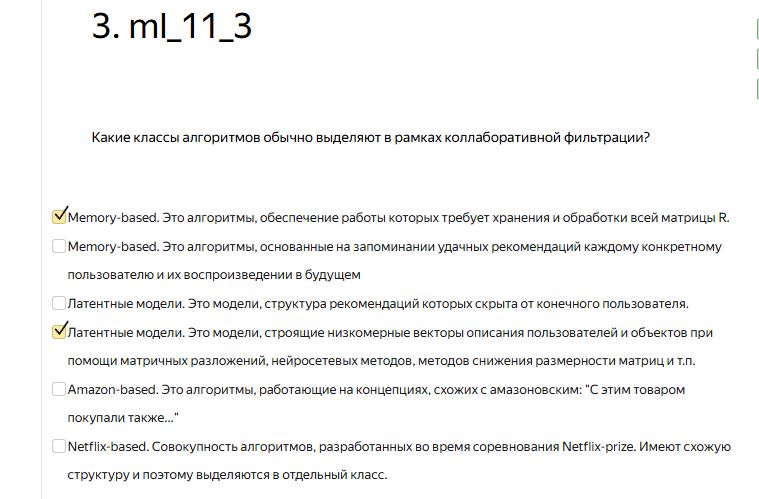 3. ml_11_3
Какие классы алгоритмов обычно выделяют в рамках коллаборативной фильтрации?
Memory-based. Это алгоритмы, обеспечение работы которых требует хранения и обработки всей матрицы R.
Memory-based. Это алгоритмы, основанные на запоминании удачных рекомендаций каждому конкретному
пользователю и их воспроизведении в будущем
Латентные модели. Это модели, структура рекомендаций которых скрыта от конечного пользователя.
Латентные модели. Это модели, строящие низкомерные векторы описания пользователей и объектов при
помощи матричных разложений, нейросетевых методов, методов снижения размерности матриц и т.п.
Amazon-based. Это алгоритмы, работающие на концепциях, схожих с амазоновским: "С этим товаром
покупали также..."
Netflix-based. Совокупность алгоритмов, разработанных во время соревнования Netflix-prize. Имеют схожую
структуру и поэтому выделяются в отдельный класс.